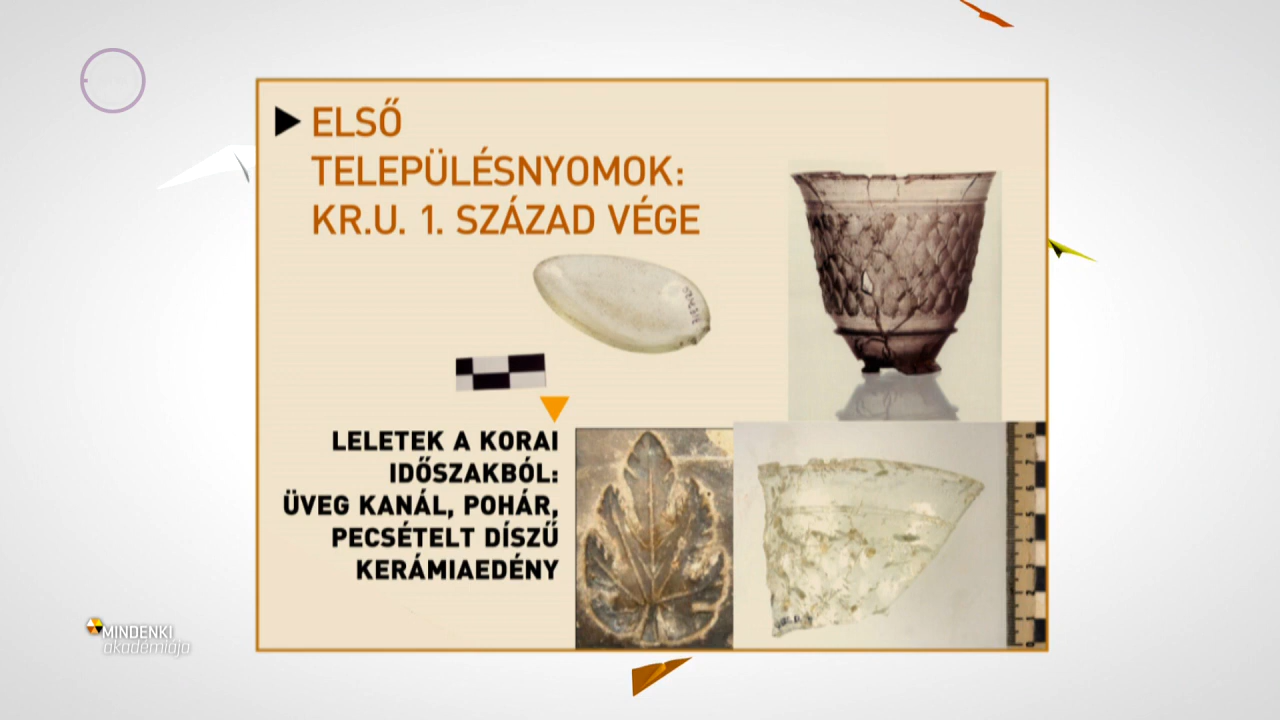 ELSŐ
TELEPÜLÉSNYOMOK:
KR.U. 1. SZÁZAD VÉGE
LELETEK A KORAI
IDŐSZAKBÓL:
ÜVEG KANÁL, POHÁR,
PECSÉTELT DÍSZŰ
KERÁMIAEDÉNY
MINDENKI
akadémiája